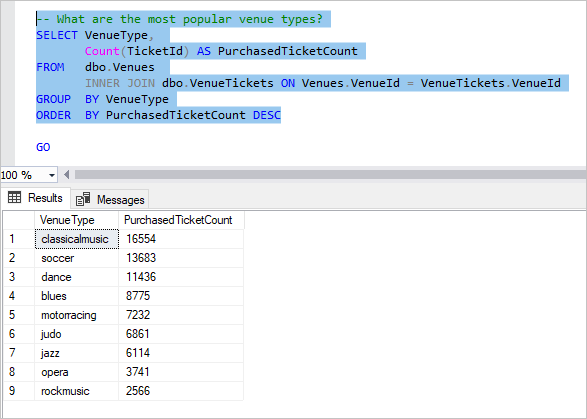 -- What are the most popular venue types?
SELECT VenueType,
Count(TicketId) AS PurchasedTicketCount
FROM dbo.Venues
INNER JOIN dbo.VenueTickets ON Venues.VenueId = VenueTickets.VenueId
GROUP BY VenueType
ORDER BY PurchasedTicketCount DESC
GO
100 %
Results Messages
VenueType PurchasedTicketCount
1 classicalmusic 16554
2 soccer 13683
3 dance 11436
4 blues 8775
5 motorracing 7232
6 judo 6861
7 jazz 6114
8 opera 3741
9 rockmusic 2566